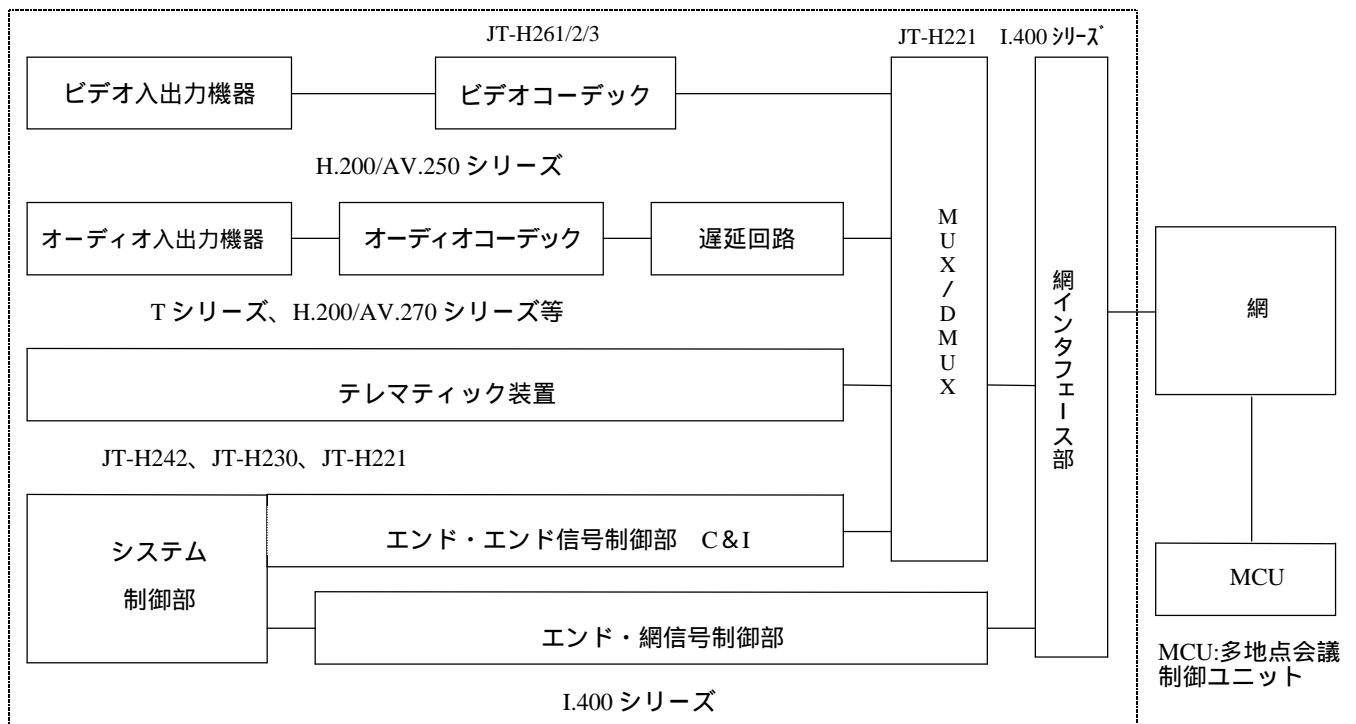 JT-H261/2/3
JT-H221
I.400 シリーズ
ビデオ入出力機器
ビデオコーデック
H.200/AV.250 シリーズ
オーディオ入出力機器
オーディオコーデック
遅延回路
MUX/DMUX
網インタフェース部
網
T シリーズ、H.200/AV.270 シリーズ等
テレマティック装置
JT-H242、JT-H230、JT-H221
システム
制御部
エンド・エンド信号制御部 C&I
エンド・網信号制御部
MCU
MCU:多地点会議
制御ユニット
I.400 シリーズ